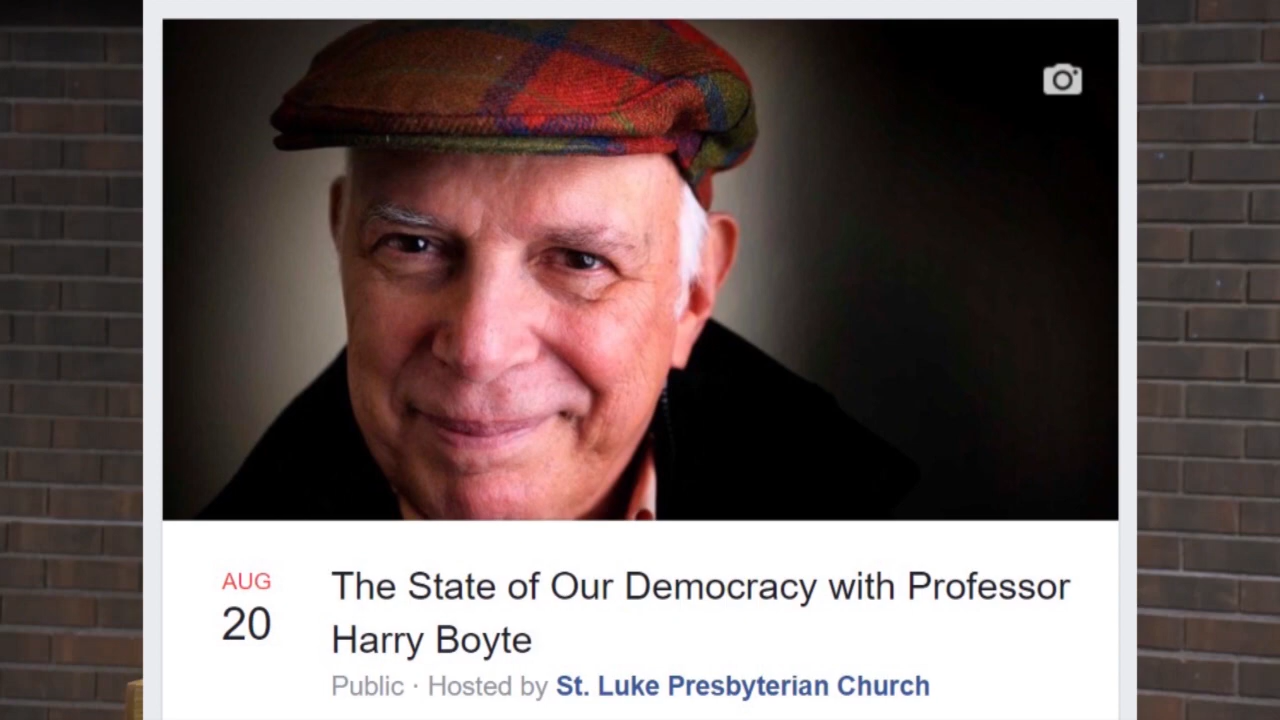 AUG
20
The State of Our Democracy with Professor
Harry Boyte
Public · Hosted by St. Luke Presbyterian Church